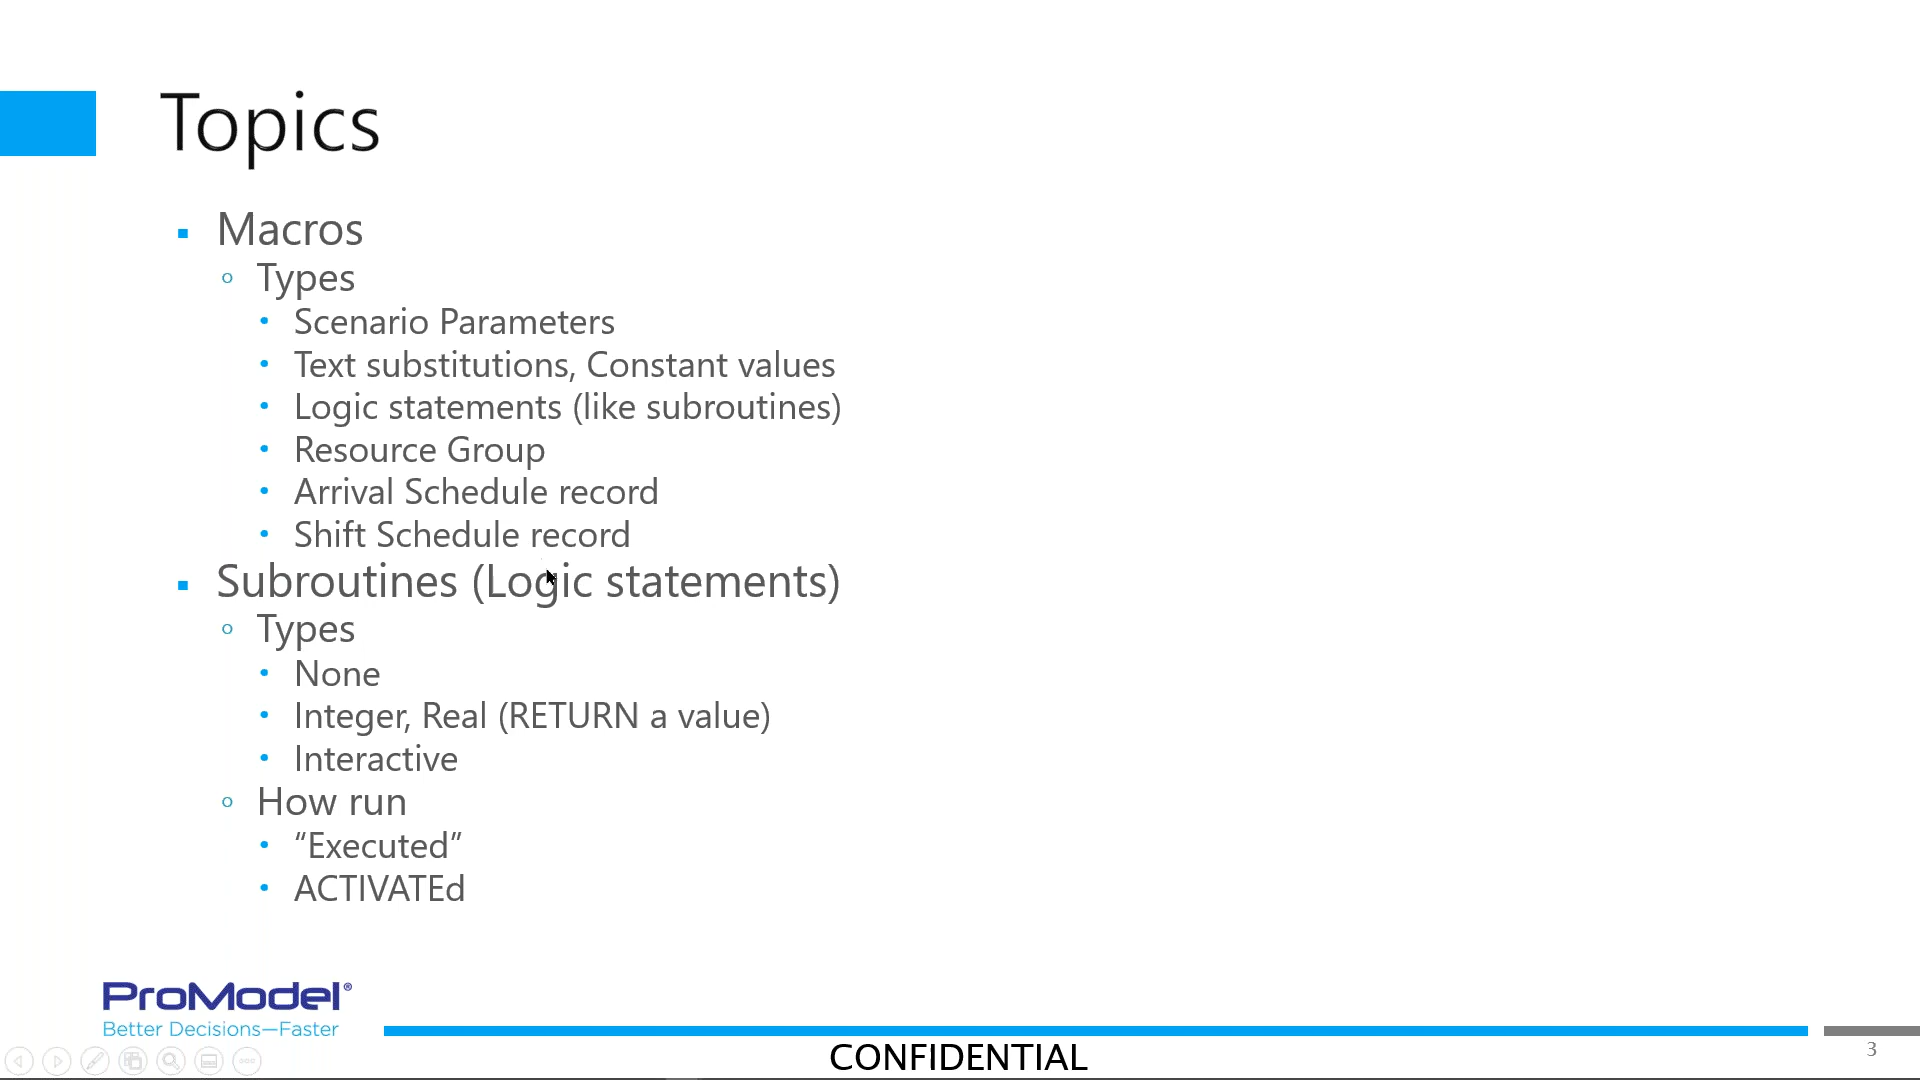 Topics
Macros
Types
Scenario Parameters
Text substitutions, Constant values
Logic statements (like subroutines)
Resource Group
Arrival Schedule record
Shift Schedule record
Subroutines (Logic statements)
Types
None
Integer, Real (RETURN a value)
Interactive
How run
“Executed”
ACTIVATEd
ProModel®
Better Decisions—Faster
CONFIDENTIAL
3